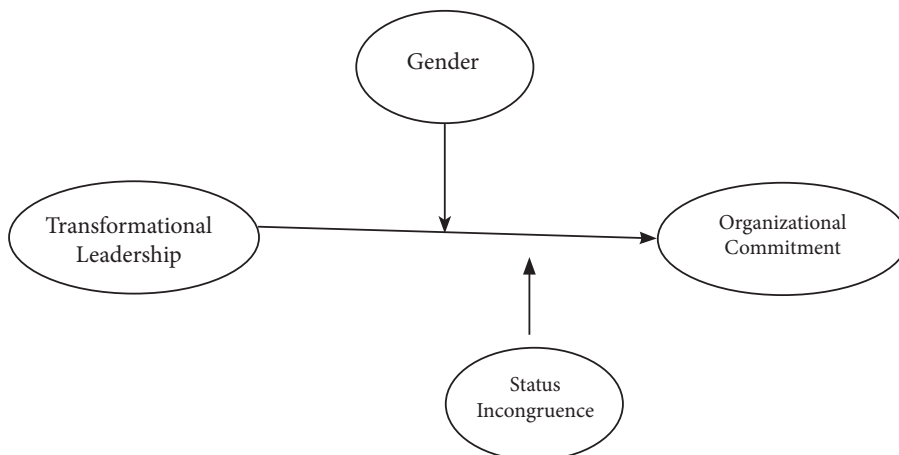 Gender
Transformational
Leadership
Organizational
Commitment
Status
Incongruence